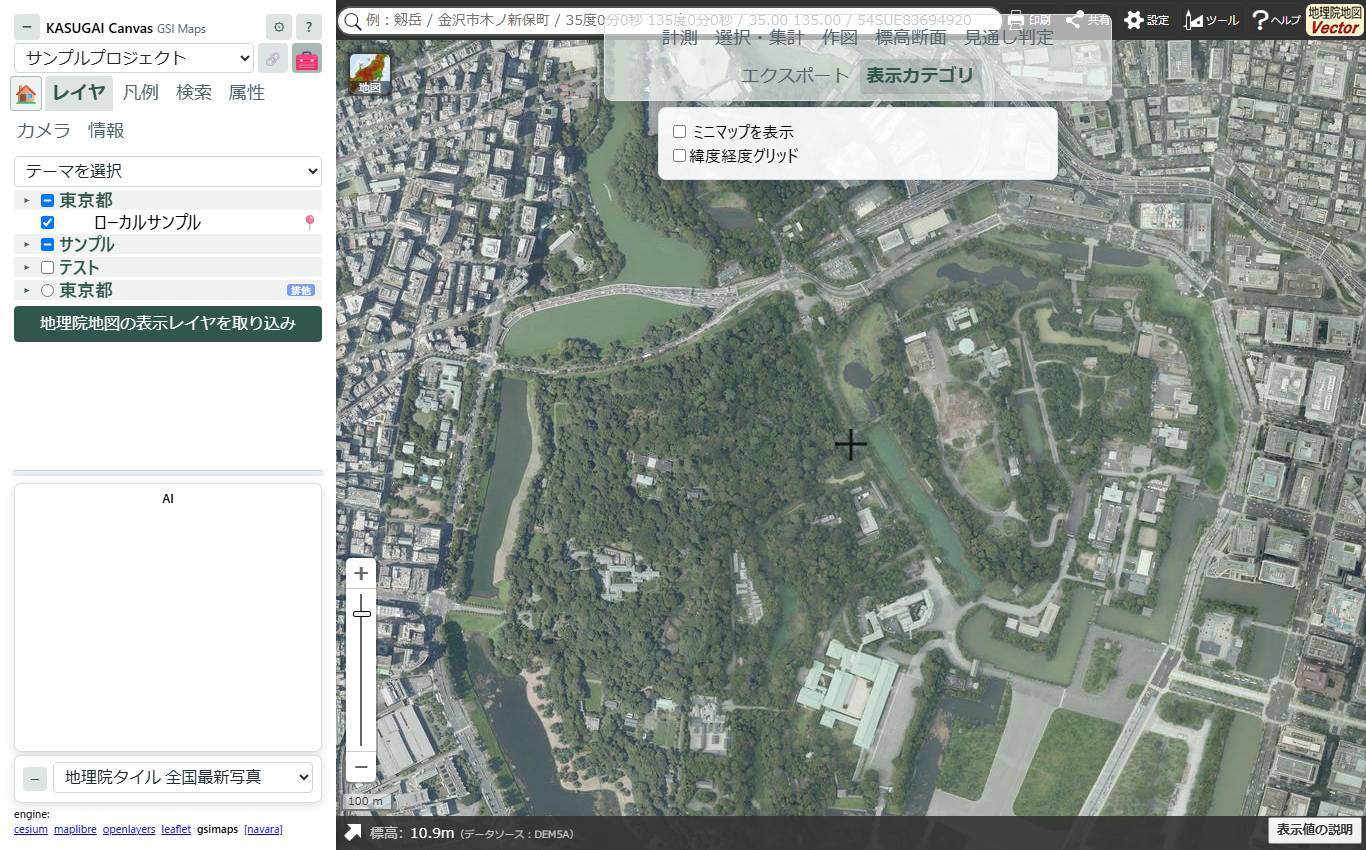 KASUGAI Canvas GSI Maps
サンプルプロジェクト
レイヤ 凡例 検索 属性
カメラ 情報
テーマを選択
東京都
ローカルサンプル
サンプル
テスト
東京都 排他
地理院地図の表示レイヤを取り込み
AI
地理院タイル 全国最新写真
engine:
cesium maplibre openlayers leaflet gsimaps [navara]
例：剱岳 / 金沢市木ノ新保町 / 35度0分0秒 135度0分0秒 / 35.00 135.00 / 54SUE83694920
印刷 共有 設定 ツール ヘルプ
地理院地図
Vector
地図
計測 選択・集計 作図 標高断面 見通し判定
エクスポート 表示カテゴリ
ミニマップを表示
緯度経度グリッド
100 m
標高: 10.9m (データソース：DEM5A)
表示値の説明